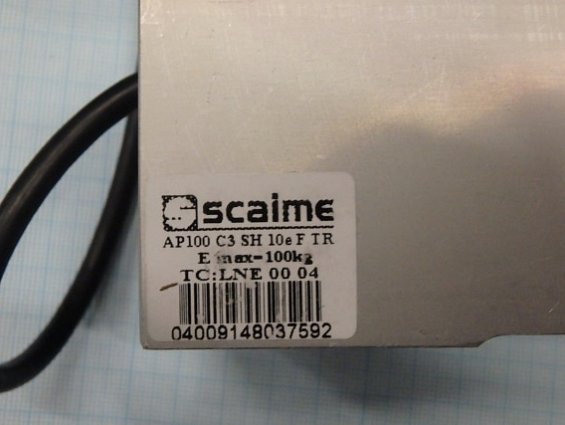 scaime
AP100 C3 SH 10e F TR
E max=100kg
TC:LNE 00 04
04009148037592